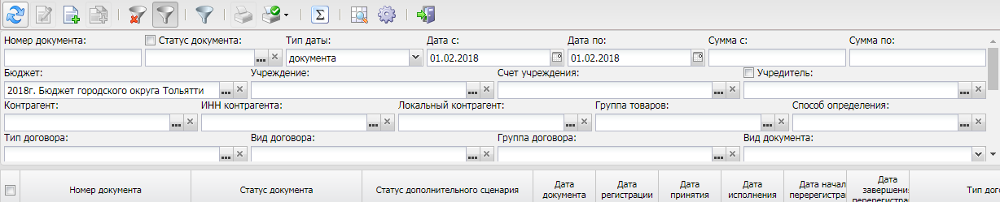 Номер документа: Статус документа: Тип даты: Дата с: Дата по: Сумма с: Сумма по:
... документа 01.02.2018 01.02.2018
Бюджет: Учреждение: Счет учреждения: Учредитель:
2018г. Бюджет городского округа Тольятти ... ... ... ...
Контрагент: ИНН контрагента: Локальный контрагент: Группа товаров: Способ определения:
... ... ... ... ...
Тип договора: Вид договора: Группа договора: Вид документа:
... ... ...
Номер документа Статус документа Статус дополнительного сценария Дата документа Дата регистрации Дата принятия Дата исполнения Дата начал перерегистра Дата завершени перерегистра Тип дог